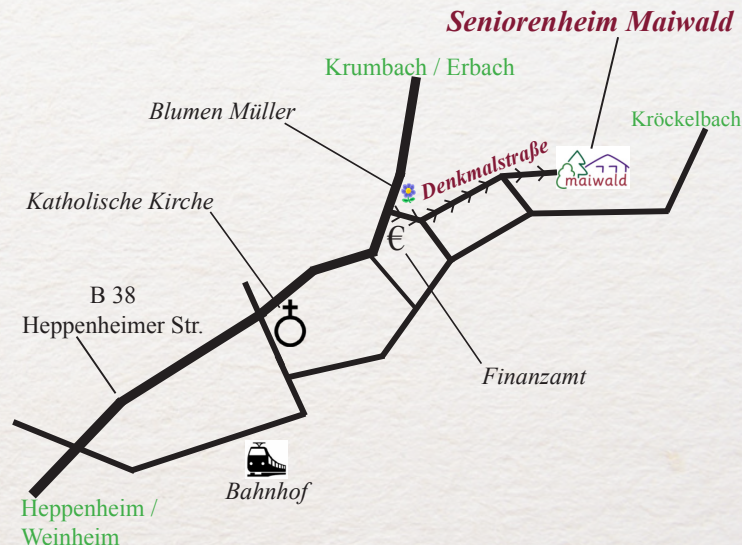 Seniorenheim Maiwald
Krumbach / Erbach
Blumen Müller
Kröckelbach
Denkmalstraße
maiwald
Katholische Kirche
€
B 38
Heppenheimer Str.
Finanzamt
Bahnhof
Heppenheim /
Weinheim